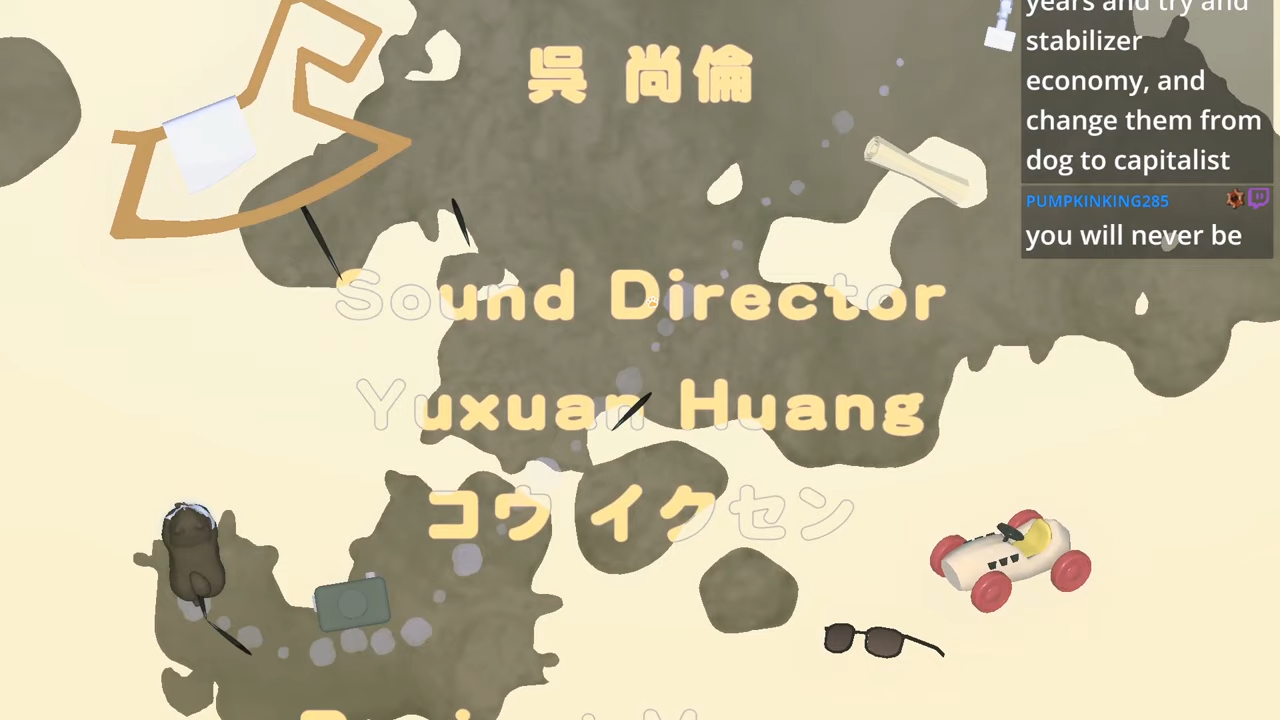 呉 尚倫
Sound Director
Yuxuan Huang
コウ イクセン
years and try and
stabilizer
economy, and
change them from
dog to capitalist
PUMPKINKING285
you will never be